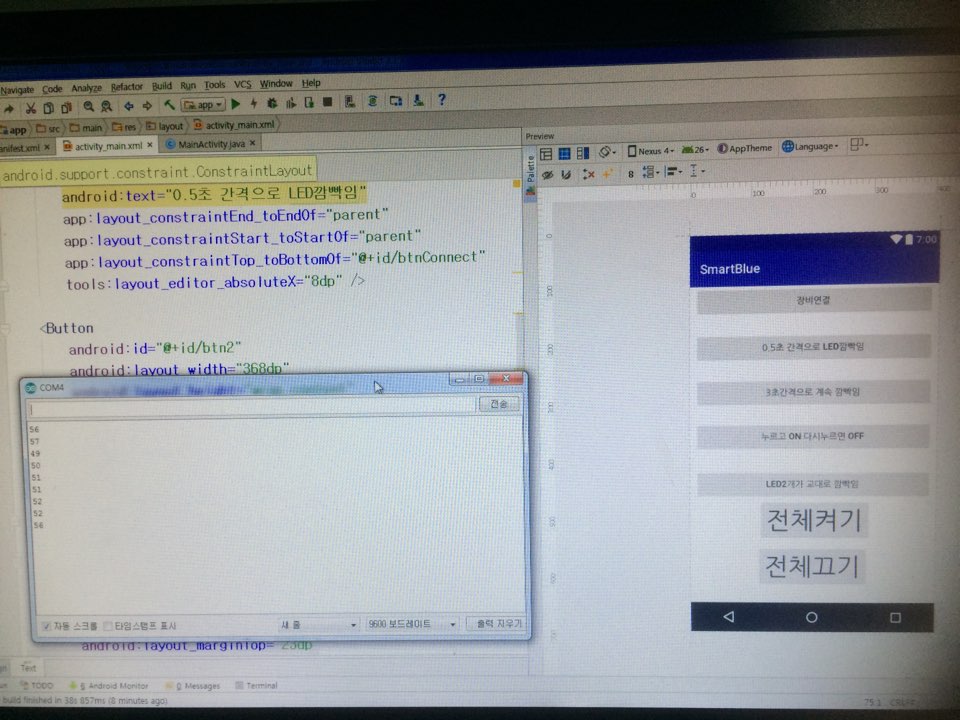 Navigate Code Analyze Refactor Build Run Tools VCS Window Help
app
app src main res layout activity_main.xml
anifest.xml activity_main.xml MainActivity.java
android.support.constraint.ConstraintLayout
android:text="0.5초 간격으로 LED깜빡임"
app:layout_constraintEnd_toEndOf="parent"
app:layout_constraintStart_toStartOf="parent"
app:layout_constraintTop_toBottomOf="@+id/btnConnect"
tools:layout_editor_absoluteX="8dp" />
<Button
android:id="@+id/btn2"
android:layout_width="368dp"
COM4
전송
56
57
49
50
51
51
52
52
56
자동 스크롤 타임스탬프 표시 새 줄 9600 보드레이트 출력 지우기
android:layout_marginTop="23dp"
Text
TODO 6: Android Monitor 0: Messages Terminal
build finished in 38s 857ms (8 minutes ago)
75:1 CRLF
Preview
Palette
Nexus 4 26 AppTheme Language
8
0 100 200 300 400
0
100
200
300
400
500
600
7:00
SmartBlue
장비연결
0.5초 간격으로 LED깜빡임
3초간격으로 계속 깜빡임
누르고 ON 다시누르면 OFF
LED2개가 교대로 깜빡임
전체켜기
전체끄기